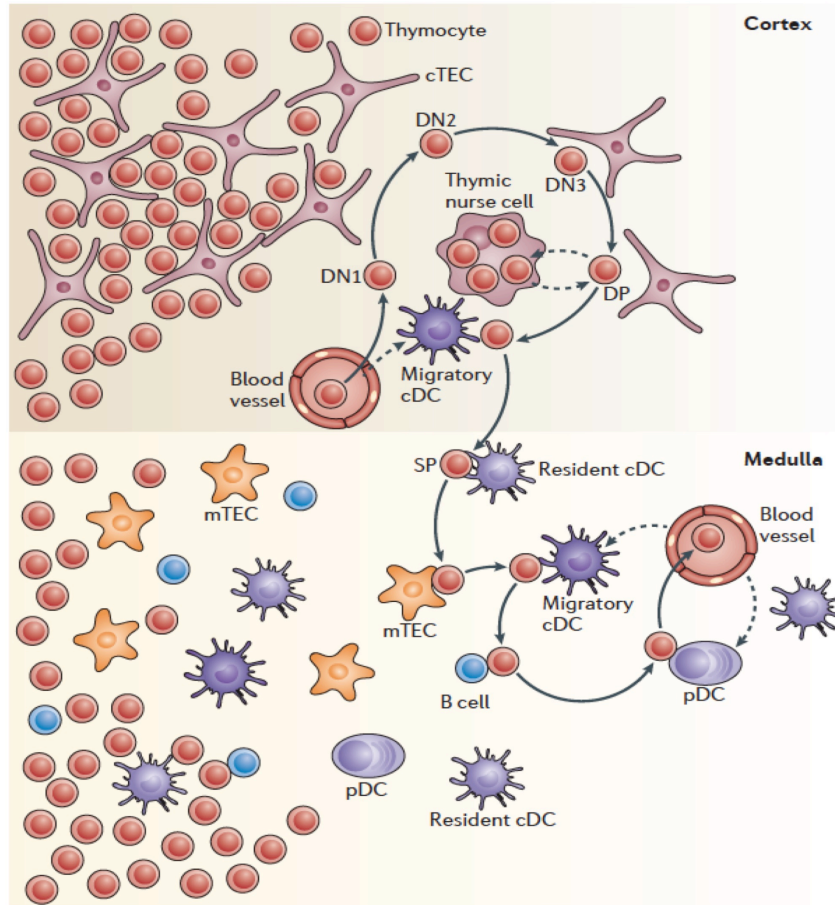 Cortex
Thymocyte
cTEC
DN2
DN3
Thymic
nurse cell
DN1
DP
Blood
vessel
Migratory
cDC
Medulla
SP
Resident cDC
mTEC
Blood
vessel
Migratory
cDC
mTEC
B cell
pDC
pDC
Resident cDC